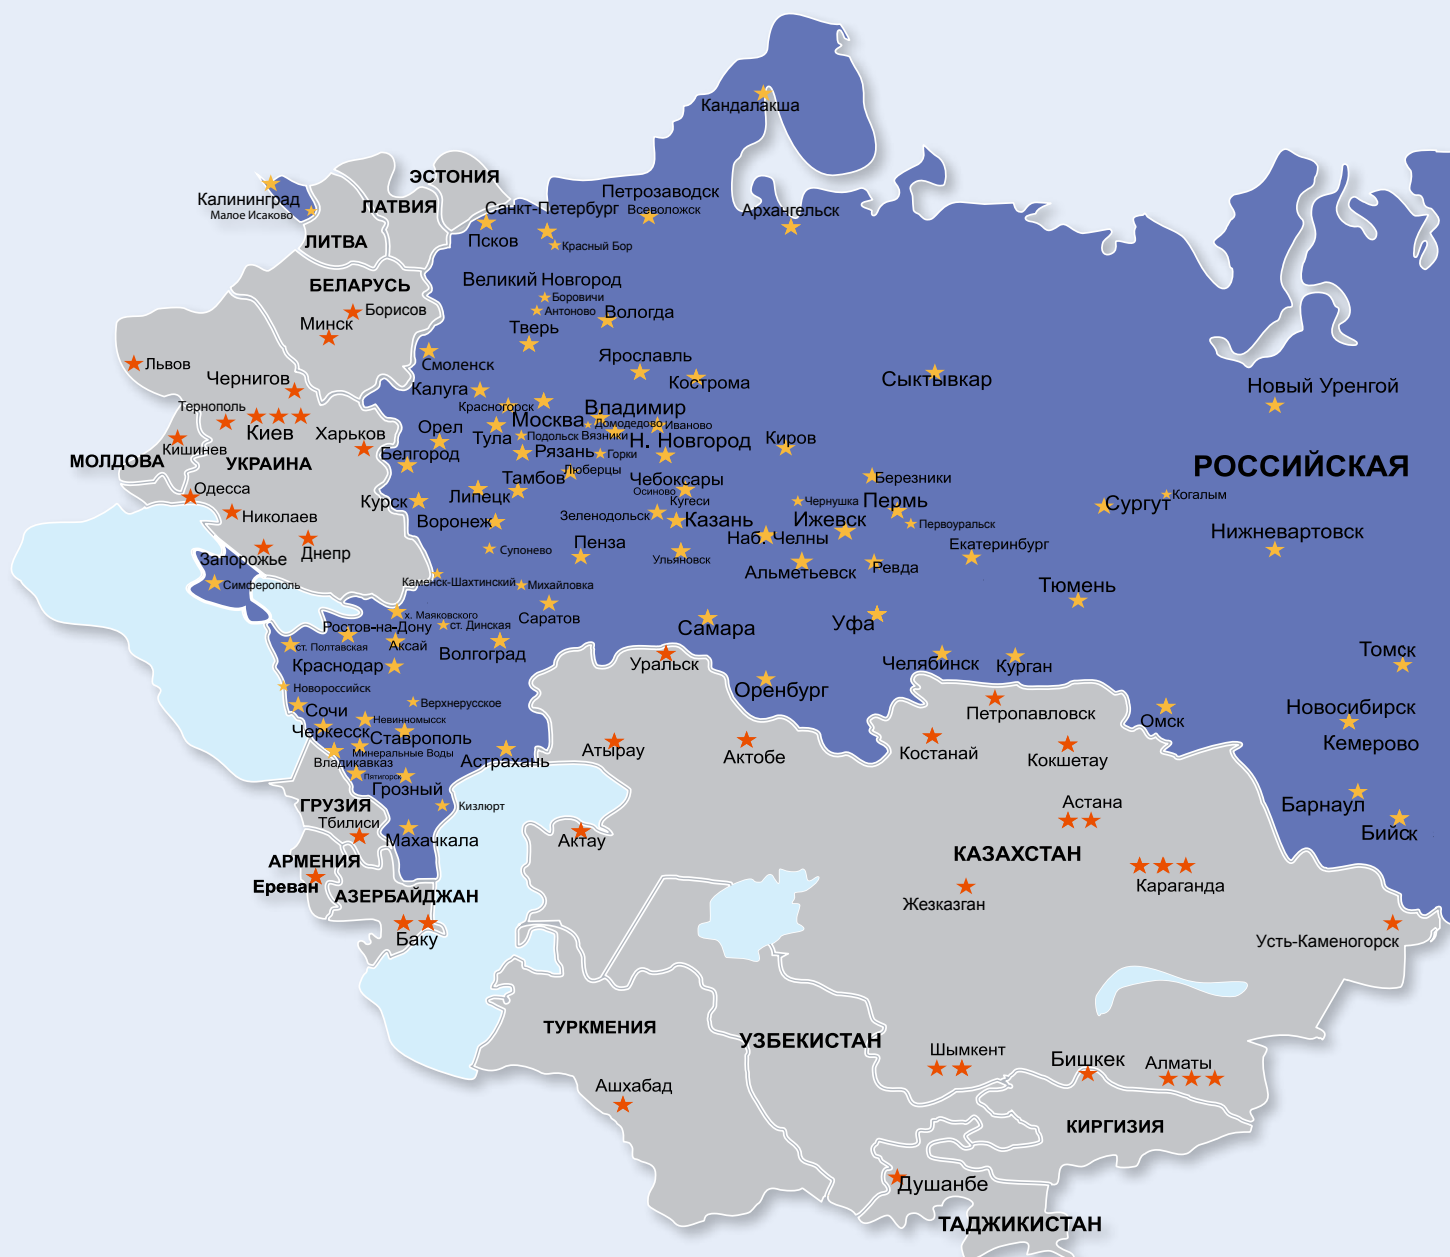 Кандалакша
ЭСТОНИЯ
Калининград
Малое Исаково
ЛАТВИЯ
Санкт-Петербург
Петрозаводск
Всеволожск
Архангельск
ЛИТВА
Псков
Красный Бор
БЕЛАРУСЬ
Великий Новгород
Боровичи
Борисов
Антоново
Вологда
Минск
Тверь
Львов
Смоленск
Ярославль
Кострома
Сыктывкар
Новый Уренгой
Чернигов
Калуга
Тернополь
Красногорск
Москва
Владимир
Домодедово
Иваново
Киев
Харьков
Орел
Тула
Подольск
Вязники
Н. Новгород
Киров
Кишинев
МОЛДОВА
УКРАИНА
Белгород
Рязань
Горки
РОССИЙСКАЯ
Люберцы
Тамбов
Чебоксары
Березники
Одесса
Курск
Липецк
Осиново
Кугеси
Чернушка
Пермь
Сургут
Когалым
Николаев
Воронеж
Зеленодольск
Казань
Ижевск
Первоуральск
Нижневартовск
Наб. Челны
Запорожье
Днепр
Супонево
Пенза
Ульяновск
Екатеринбург
Альметьевск
Ревда
Симферополь
Каменск-Шахтинский
Михайловка
Тюмень
х. Маяковского
Саратов
Ростов-на-Дону
ст. Динская
Самара
Уфа
ст. Полтавская
Аксай
Волгоград
Томск
Краснодар
Уральск
Челябинск
Курган
Новороссийск
Оренбург
Верхнерусское
Сочи
Невинномысск
Петропавловск
Омск
Новосибирск
Черкесск
Ставрополь
Минеральные Воды
Владикавказ
Астрахань
Атырау
Актобе
Костанай
Кокшетау
Кемерово
Пятигорск
Грозный
ГРУЗИЯ
Кизлюрт
Астана
Барнаул
Тбилиси
Махачкала
Актау
Бийск
АРМЕНИЯ
КАЗАХСТАН
Ереван
АЗЕРБАЙДЖАН
Караганда
Жезказган
Баку
Усть-Каменогорск
ТУРКМЕНИЯ
УЗБЕКИСТАН
Шымкент
Бишкек
Алматы
Ашхабад
КИРГИЗИЯ
Душанбе
ТАДЖИКИСТАН